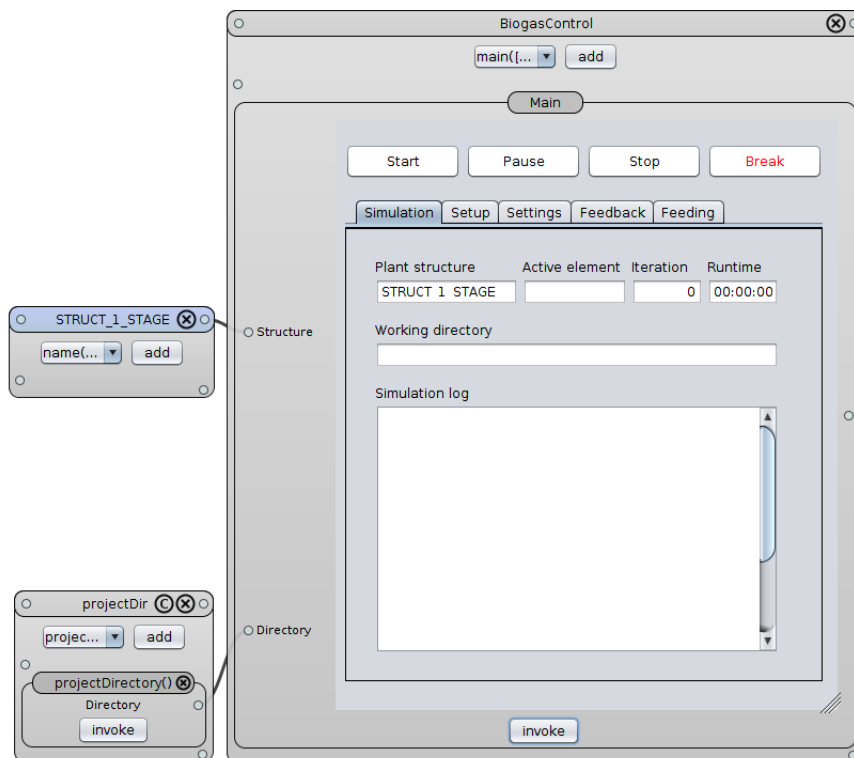 BiogasControl
main([... add
Main
Start Pause Stop Break
Simulation Setup Settings Feedback Feeding
Plant structure Active element Iteration Runtime
STRUCT 1 STAGE 0 00:00:00
STRUCT_1_STAGE
name(... add
Structure
Working directory
Simulation log
projectDir C
projec... add
Directory
projectDirectory()
Directory
invoke
invoke